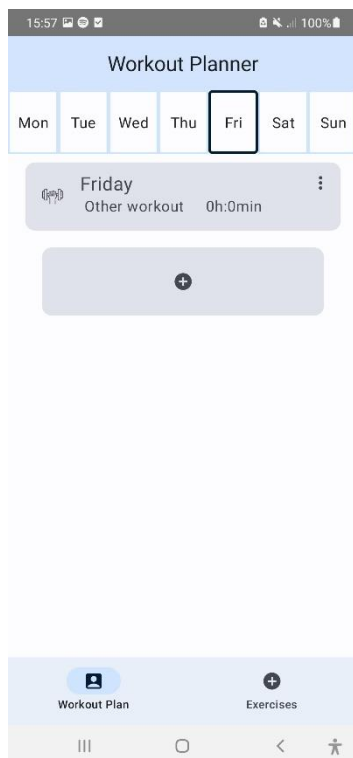 15:57 100%
Workout Planner
Mon Tue Wed Thu Fri Sat Sun
Friday
Other workout 0h:0min
Workout Plan Exercises